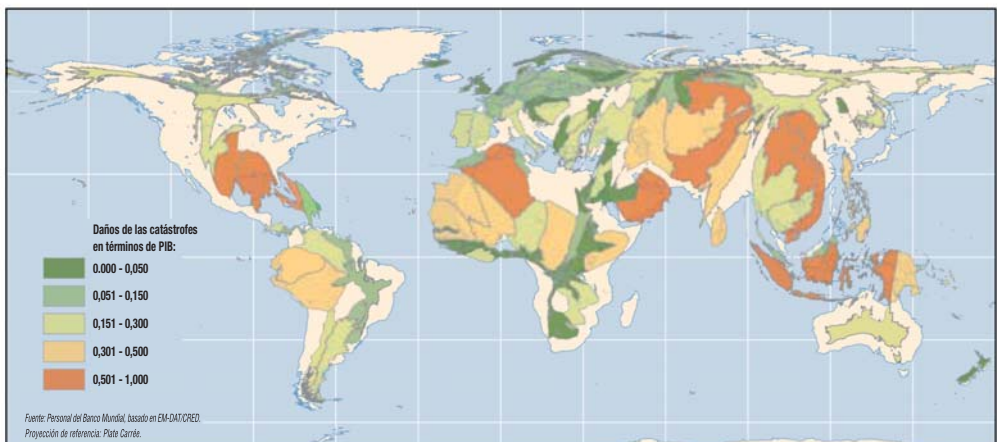 Daños de las catástrofes
en términos de PIB:
0.000 - 0,050
0,051 - 0,150
0,151 - 0,300
0,301 - 0,500
0,501 - 1,000
Fuente: Personal del Banco Mundial, basado en EM-DAT/CRED.
Proyección de referencia: Plate Carrée.